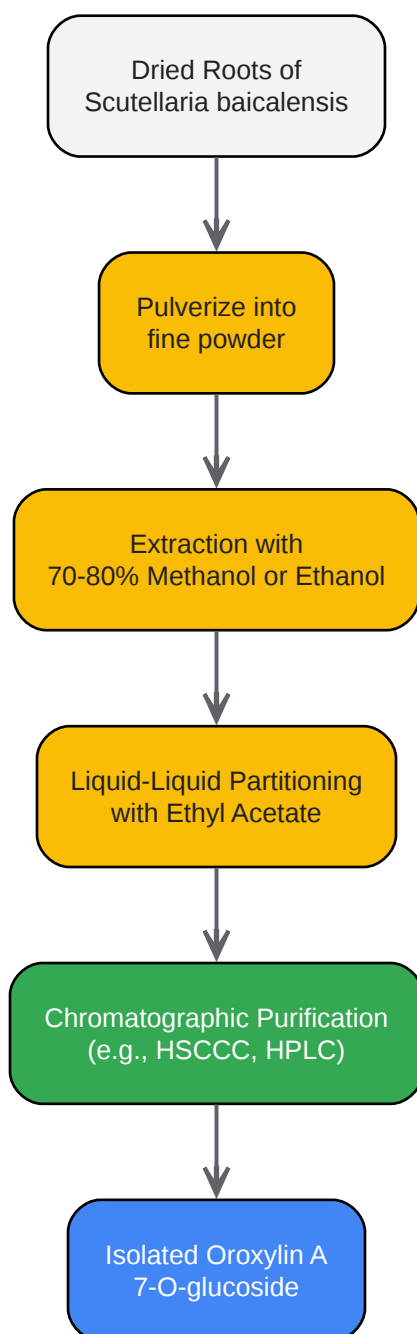 Dried Roots of
Scutellaria baicalensis
Pulverize into
fine powder
Extraction with
70-80% Methanol or Ethanol
Liquid-Liquid Partitioning
with Ethyl Acetate
Chromatographic Purification
(e.g., HSCCC, HPLC)
Isolated Oroxylin A
7-O-glucoside